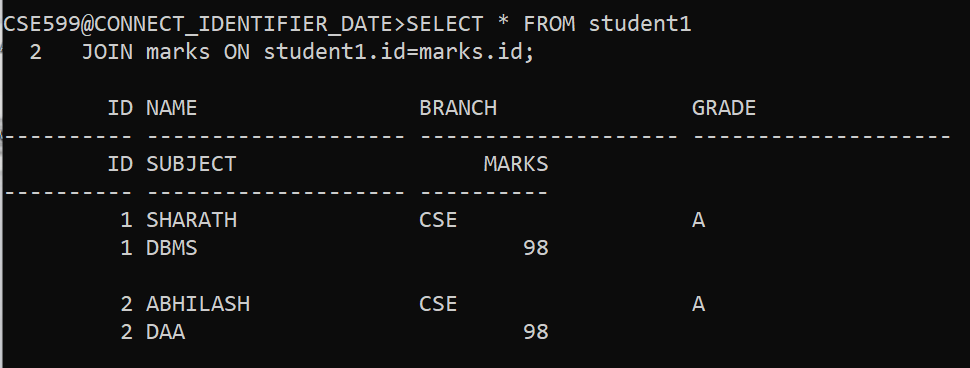 CSE599@CONNECT_IDENTIFIER_DATE>SELECT * FROM student1
  2   JOIN marks ON student1.id=marks.id;

        ID NAME                 BRANCH               GRADE
---------- -------------------- -------------------- --------------------
        ID SUBJECT                   MARKS
---------- -------------------- ----------
         1 SHARATH              CSE                  A
         1 DBMS                         98

         2 ABHILASH             CSE                  A
         2 DAA                          98